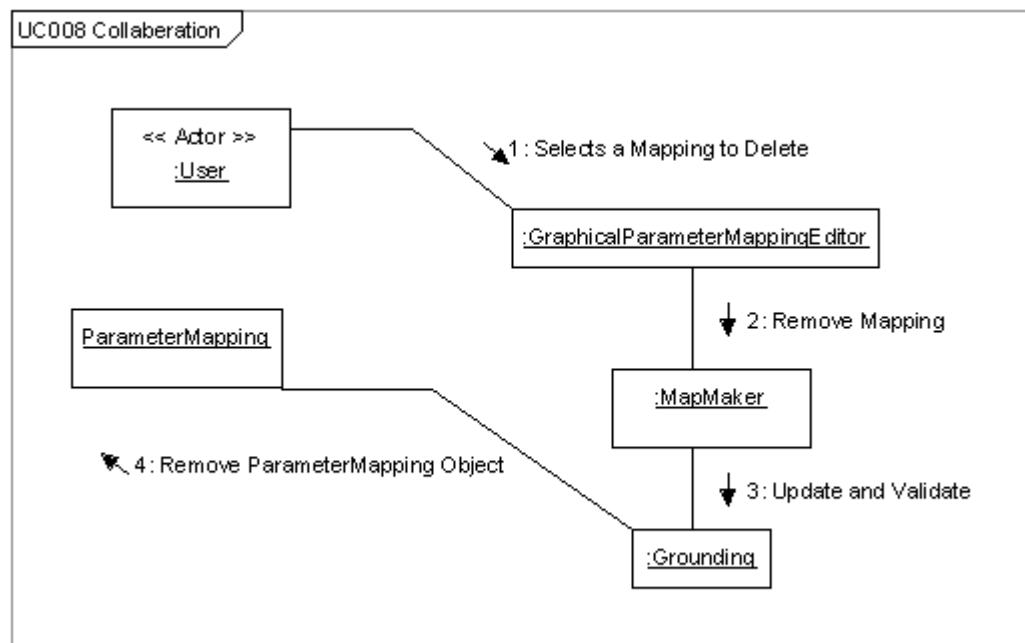 UC008 Collaberation
<< Actor >>
:User
1: Selects a Mapping to Delete
:GraphicalParameterMappingEditor
2: Remove Mapping
ParameterMapping
:MapMaker
4: Remove ParameterMapping Object
3: Update and Validate
:Grounding